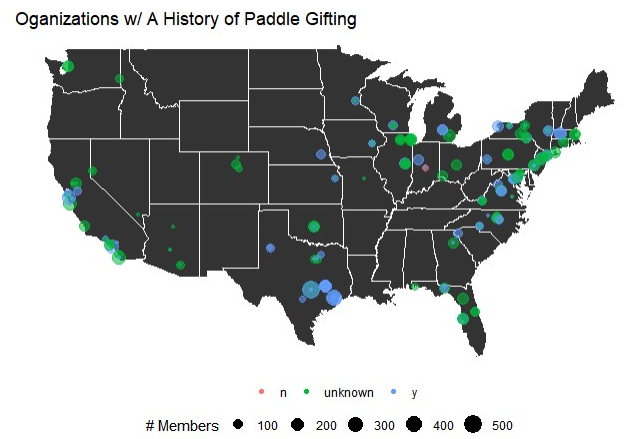 Oganizations w/ A History of Paddle Gifting
n unknown y
# Members 100 200 300 400 500